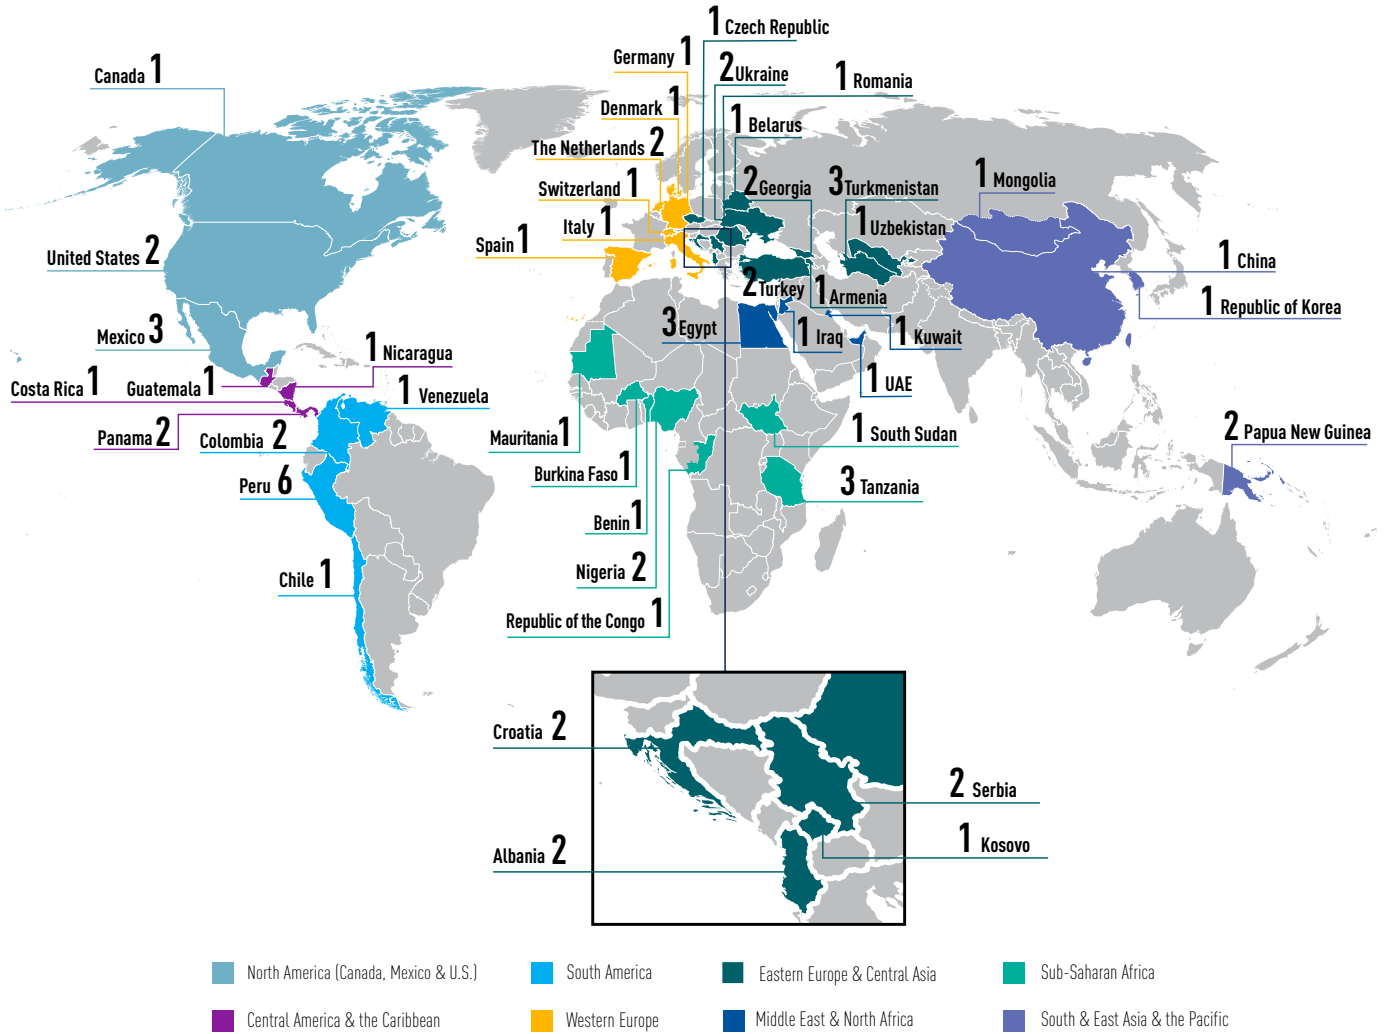 1 Czech Republic
Germany 1
2 Ukraine
1 Romania
Canada 1
Denmark 1
1 Belarus
The Netherlands 2
Switzerland 1
2 Georgia
3 Turkmenistan
1 Mongolia
Italy 1
1 Uzbekistan
Spain 1
United States 2
1 China
2 Turkey
1 Armenia
1 Republic of Korea
Mexico 3
3 Egypt
1 Iraq
1 Kuwait
1 Nicaragua
Costa Rica 1
Guatemala 1
1 Venezuela
1 UAE
Panama 2
Colombia 2
Mauritania 1
1 South Sudan
2 Papua New Guinea
Peru 6
Burkina Faso 1
3 Tanzania
Benin 1
Chile 1
Nigeria 2
Republic of the Congo 1
Croatia 2
2 Serbia
1 Kosovo
Albania 2
North America (Canada, Mexico & U.S.)
South America
Eastern Europe & Central Asia
Sub-Saharan Africa
Central America & the Caribbean
Western Europe
Middle East & North Africa
South & East Asia & the Pacific